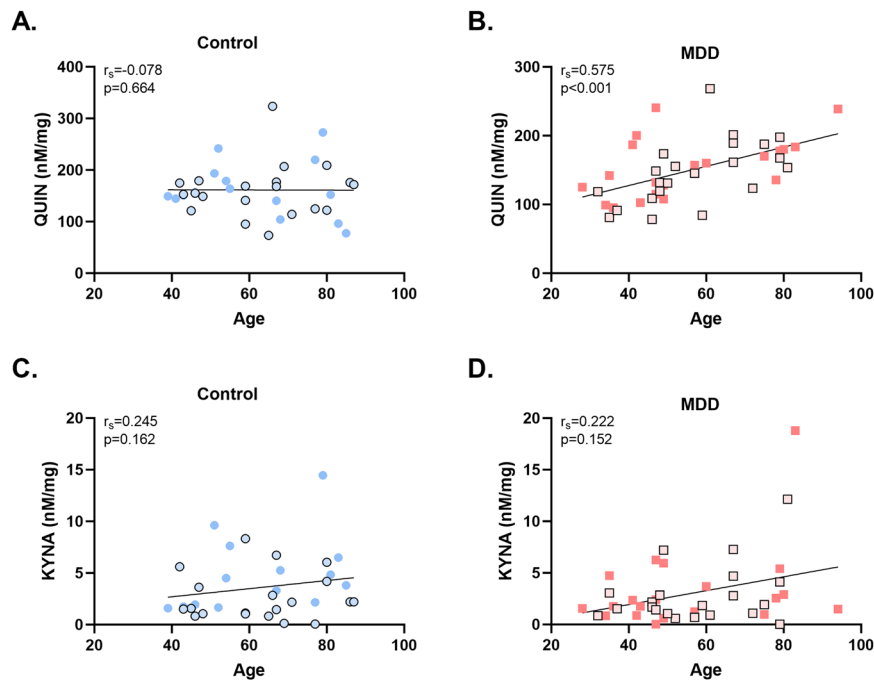 A.
Control
r_s=-0.078
p=0.664
QUIN (nM/mg)
400
300
200
100
0
20
40
60
80
100
Age
B.
MDD
r_s=0.575
p<0.001
QUIN (nM/mg)
300
200
100
0
20
40
60
80
100
Age
C.
Control
r_s=0.245
p=0.162
KYNA (nM/mg)
20
15
10
5
0
20
40
60
80
100
Age
D.
MDD
r_s=0.222
p=0.152
KYNA (nM/mg)
20
15
10
5
0
20
40
60
80
100
Age